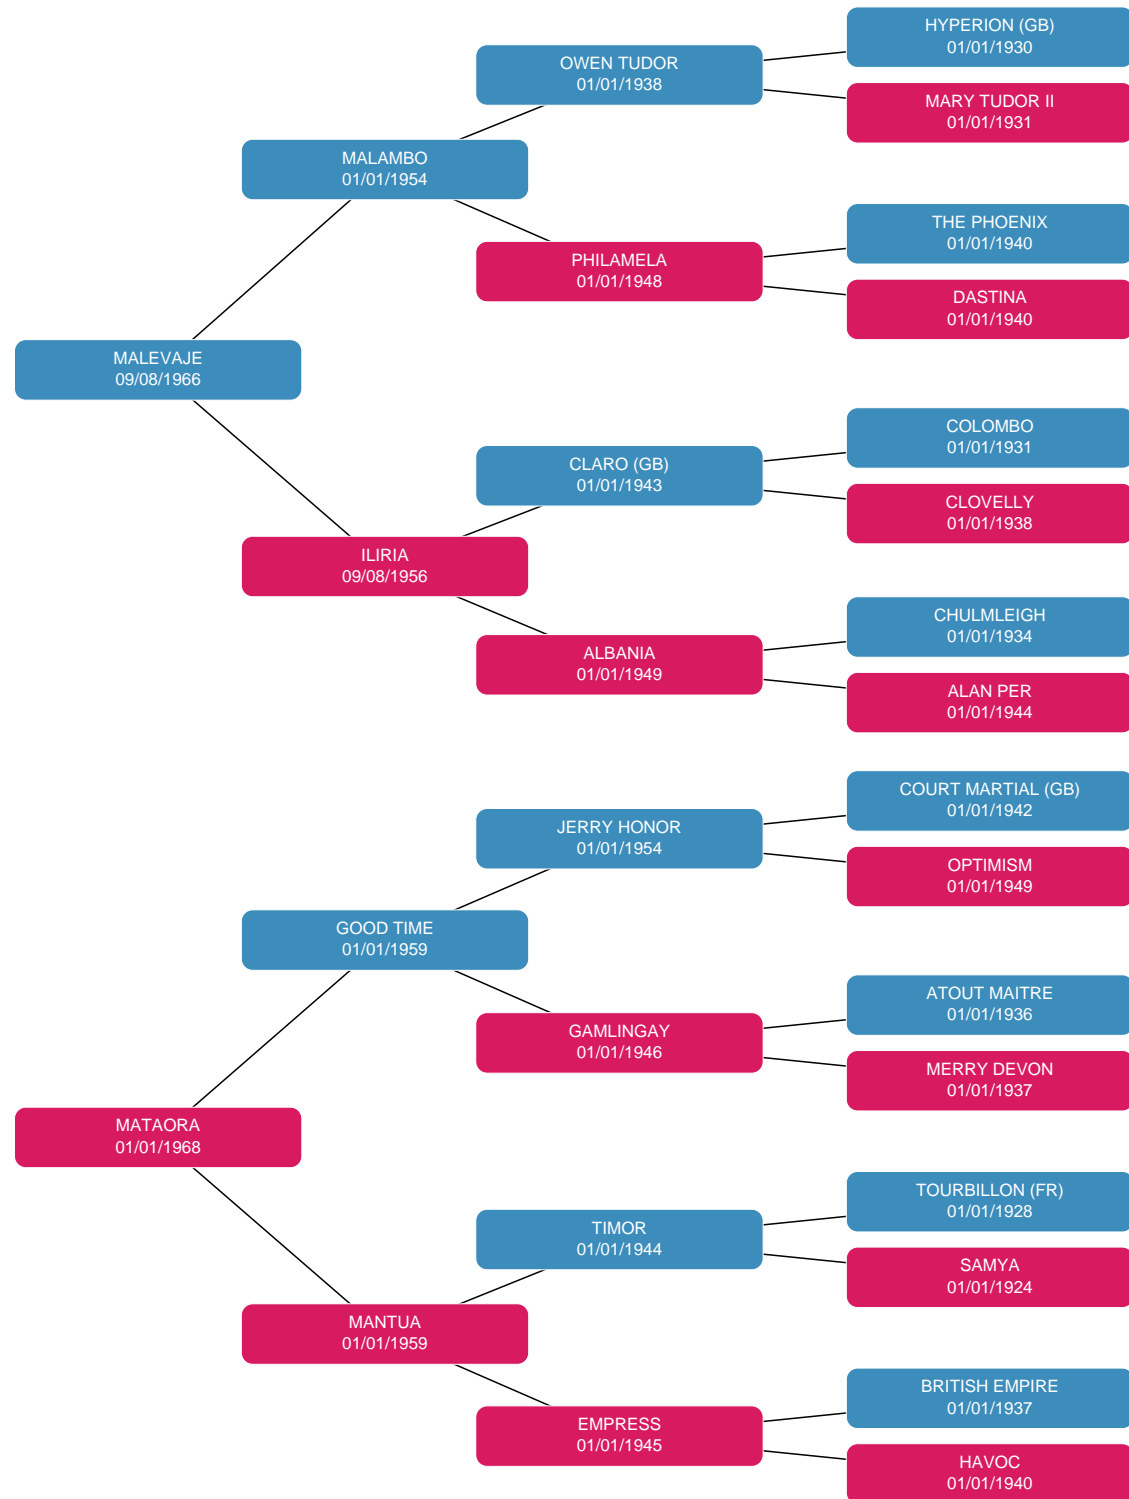 HYPERION (GB)
01/01/1930
OWEN TUDOR
01/01/1938
MARY TUDOR II
01/01/1931
MALAMBO
01/01/1954
THE PHOENIX
01/01/1940
PHILAMELA
01/01/1948
DASTINA
01/01/1940
MALEVAJE
09/08/1966
COLOMBO
01/01/1931
CLARO (GB)
01/01/1943
CLOVELLY
01/01/1938
ILIRIA
09/08/1956
CHULMLEIGH
01/01/1934
ALBANIA
01/01/1949
ALAN PER
01/01/1944
COURT MARTIAL (GB)
01/01/1942
JERRY HONOR
01/01/1954
OPTIMISM
01/01/1949
GOOD TIME
01/01/1959
ATOUT MAITRE
01/01/1936
GAMLINGAY
01/01/1946
MERRY DEVON
01/01/1937
MATAORA
01/01/1968
TOURBILLON (FR)
01/01/1928
TIMOR
01/01/1944
SAMYA
01/01/1924
MANTUA
01/01/1959
BRITISH EMPIRE
01/01/1937
EMPRESS
01/01/1945
HAVOC
01/01/1940